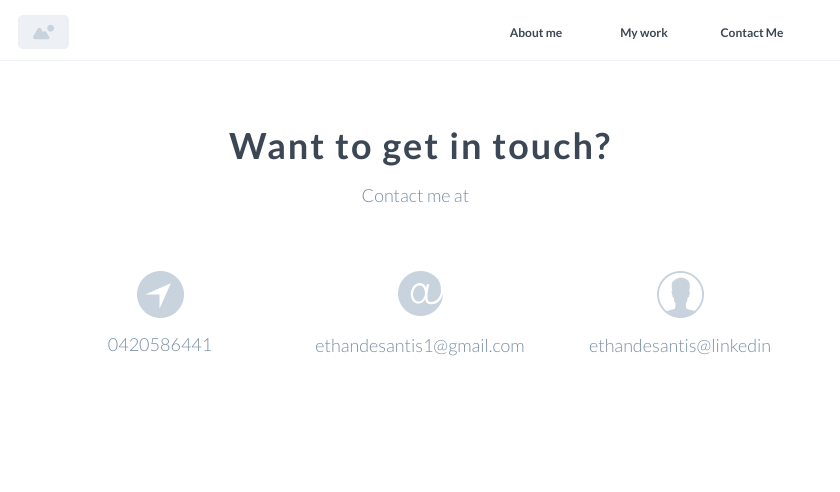 About me My work Contact Me
Want to get in touch?
Contact me at
@
0420586441 ethandesantis1@gmail.com ethandesantis@linkedin